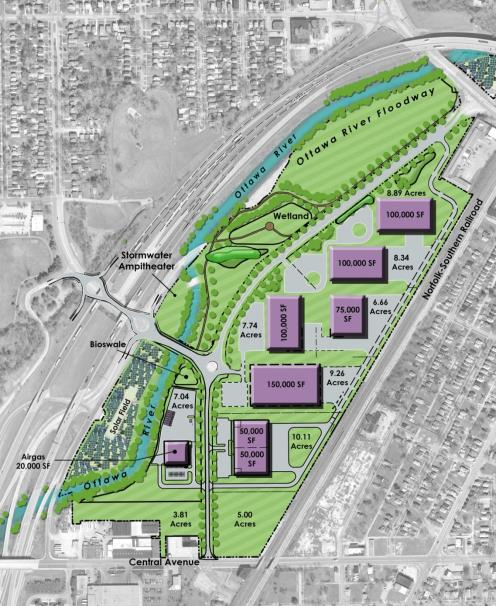 Ottawa River Floodway
Ottawa River
8.89 Acres
100,000 SF
Wetland
Norfolk-Southern Railroad
Stormwater
Ampitheater
100,000 SF
8.34
Acres
7.74
Acres
100,000 SF
75,000
SF
6.66
Acres
Bioswale
150,000 SF
9.26
Acres
7.04
Acres
Solar Field
Ottawa River
Airgas
20,000 SF
50,000
SF
50,000
SF
10.11
Acres
3.81
Acres
5.00
Acres
Central Avenue